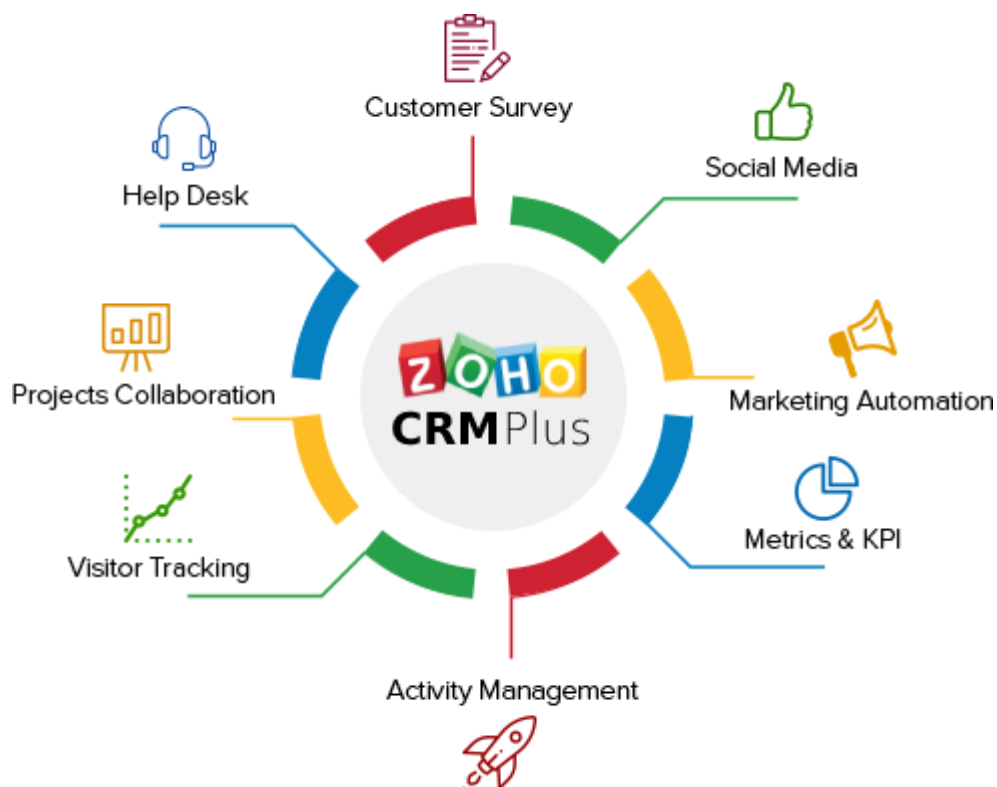 Customer Survey
Social Media
Help Desk
ZOHO
CRM Plus
Projects Collaboration
Marketing Automation
Visitor Tracking
Metrics & KPI
Activity Management